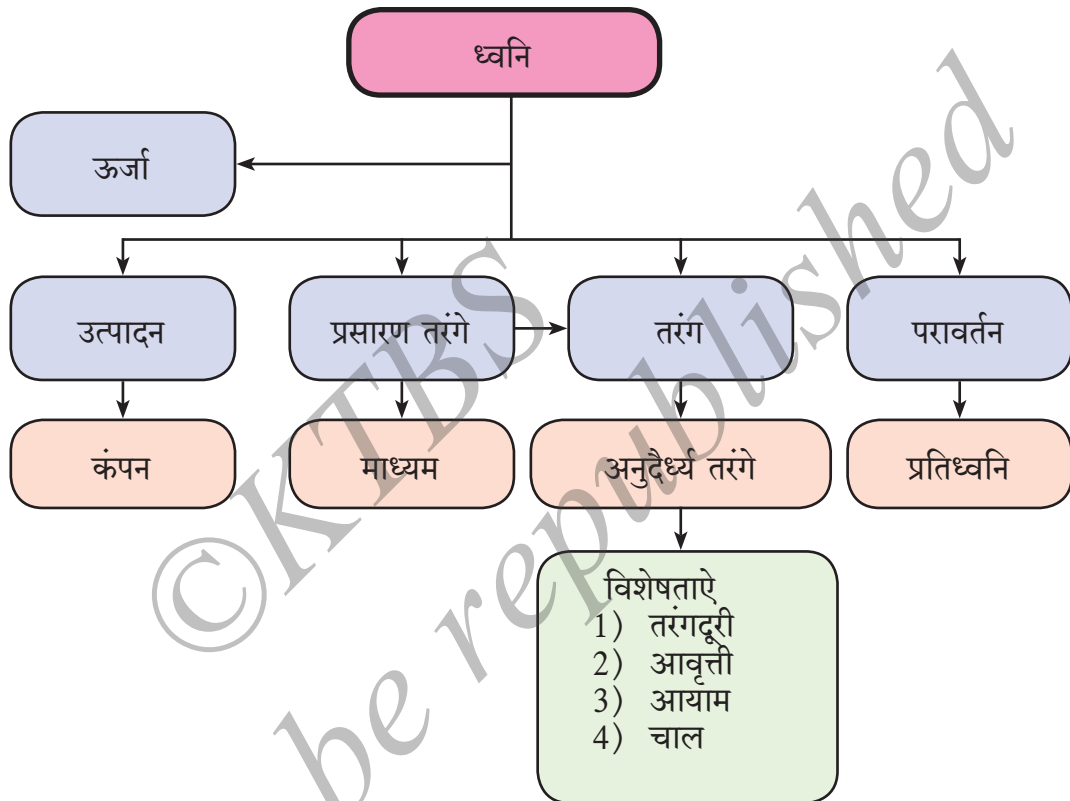 ध्वनि
ऊर्जा
उत्पादन
प्रसारण तरंगे
तरंग
परावर्तन
कंपन
माध्यम
अनुदैर्ध्य तरंगे
प्रतिध्वनि
विशेषताऐ
1) तरंगदूरी
2) आवृत्ती
3) आयाम
4) चाल
©KTBS
be republished